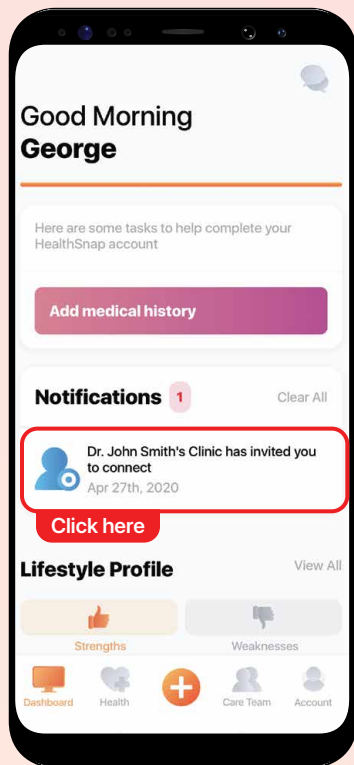 Good Morning
George
Here are some tasks to help complete your
HealthSnap account
Add medical history
Notifications 1 Clear All
Dr. John Smith's Clinic has invited you
to connect
Apr 27th, 2020
Click here
Lifestyle Profile View All
Strengths Weaknesses
Dashboard Health Care Team Account